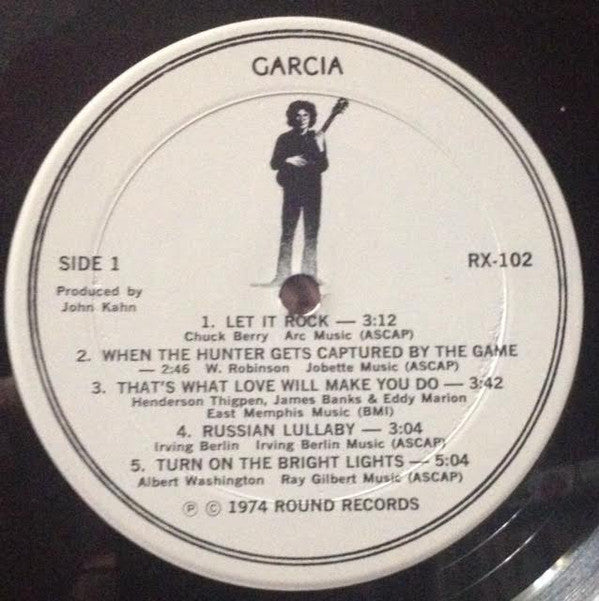 GARCIA
SIDE 1
RX-102
Produced by
John Kahn
1. LET IT ROCK — 3:12
Chuck Berry Arc Music (ASCAP)
2. WHEN THE HUNTER GETS CAPTURED BY THE GAME
— 2:46 W. Robinson Jobette Music (ASCAP)
3. THAT'S WHAT LOVE WILL MAKE YOU DO — 3:42
Henderson Thigpen, James Banks & Eddy Marion
East Memphis Music (BMI)
4. RUSSIAN LULLABY — 3:04
Irving Berlin Irving Berlin Music (ASCAP)
5. TURN ON THE BRIGHT LIGHTS — 5:04
Albert Washington Ray Gilbert Music (ASCAP)
℗ © 1974 ROUND RECORDS